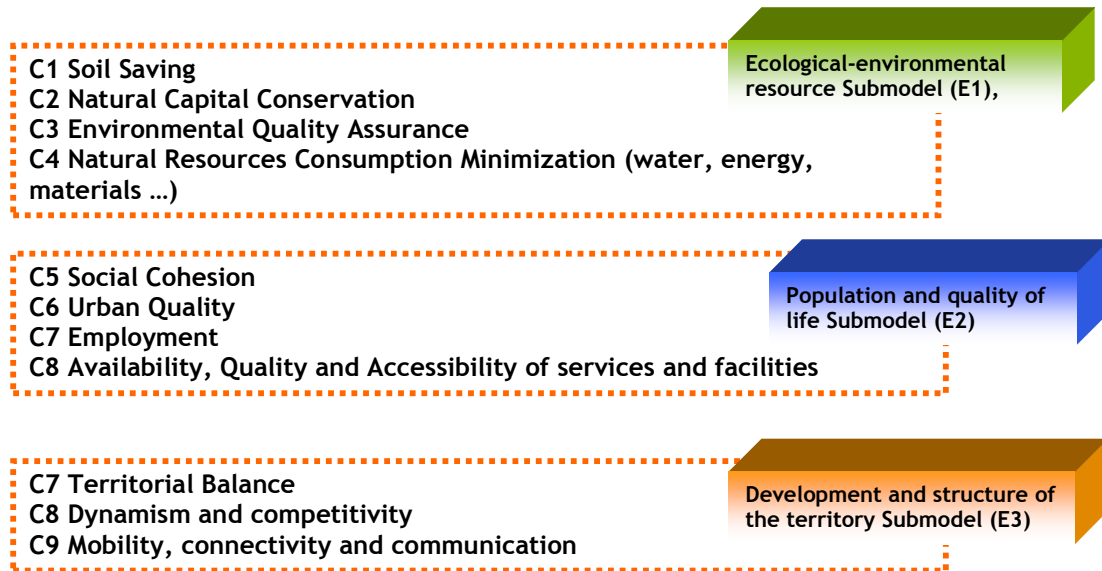 Ecological-environmental
resource Submodel (E1),
C1 Soil Saving
C2 Natural Capital Conservation
C3 Environmental Quality Assurance
C4 Natural Resources Consumption Minimization (water, energy,
materials …)
Population and quality of
life Submodel (E2)
C5 Social Cohesion
C6 Urban Quality
C7 Employment
C8 Availability, Quality and Accessibility of services and facilities
Development and structure of
the territory Submodel (E3)
C7 Territorial Balance
C8 Dynamism and competitivity
C9 Mobility, connectivity and communication